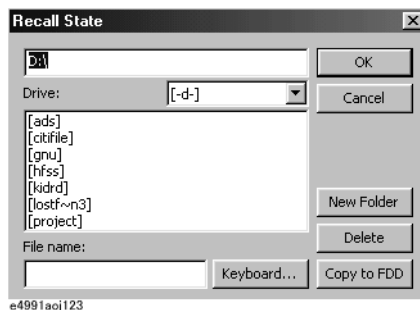 Recall State
D:\
OK
Drive:
[-d-]
Cancel
[ads]
[citifile]
[gnu]
[hfss]
[kidrd]
[lostf~n3]
[project]
New Folder
Delete
File name:
Keyboard...
Copy to FDD
e4991aoj123